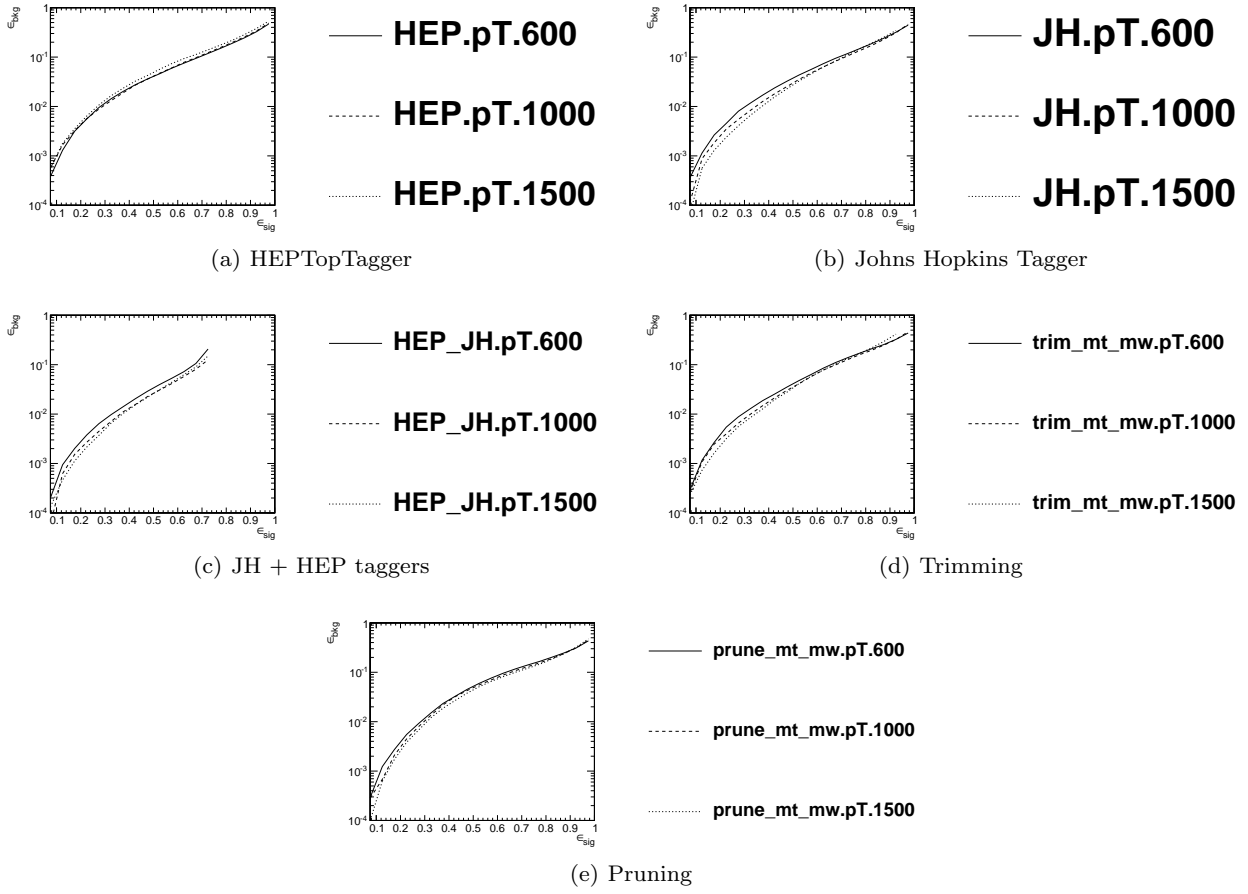 ϵbkg
1
10-1
10-2
10-3
10-4
0.1 0.2 0.3 0.4 0.5 0.6 0.7 0.8 0.9 1
ϵsig
HEP.pT.600
HEP.pT.1000
HEP.pT.1500
(a) HEPTopTagger
ϵbkg
1
10-1
10-2
10-3
10-4
0.1 0.2 0.3 0.4 0.5 0.6 0.7 0.8 0.9 1
ϵsig
JH.pT.600
JH.pT.1000
JH.pT.1500
(b) Johns Hopkins Tagger
ϵbkg
1
10-1
10-2
10-3
10-4
0.1 0.2 0.3 0.4 0.5 0.6 0.7 0.8 0.9 1
ϵsig
HEP_JH.pT.600
HEP_JH.pT.1000
HEP_JH.pT.1500
(c) JH + HEP taggers
ϵbkg
1
10-1
10-2
10-3
10-4
0.1 0.2 0.3 0.4 0.5 0.6 0.7 0.8 0.9 1
ϵsig
trim_mt_mw.pT.600
trim_mt_mw.pT.1000
trim_mt_mw.pT.1500
(d) Trimming
ϵbkg
1
10-1
10-2
10-3
10-4
0.1 0.2 0.3 0.4 0.5 0.6 0.7 0.8 0.9 1
ϵsig
prune_mt_mw.pT.600
prune_mt_mw.pT.1000
prune_mt_mw.pT.1500
(e) Pruning